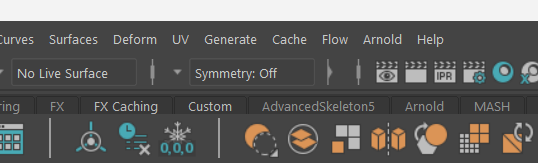 Curves Surfaces Deform UV Generate Cache Flow Arnold Help
No Live Surface Symmetry: Off
IPR
FX FX Caching Custom AdvancedSkeleton5 Arnold MASH
0,0,0